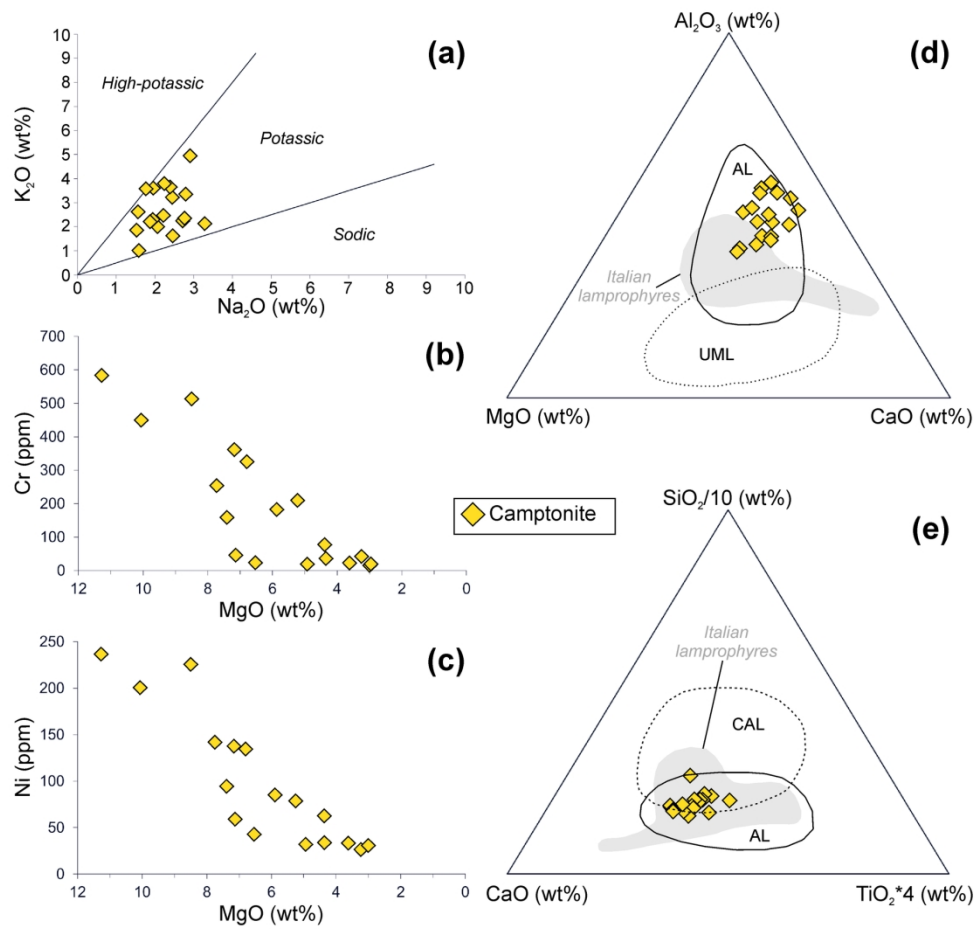 (a)
10
9
8
7
6
5
4
3
2
1
0
K₂O (wt%)
High-potassic
Potassic
Sodic
0 1 2 3 4 5 6 7 8 9 10
Na₂O (wt%)
(b)
700
600
500
400
300
200
100
0
Cr (ppm)
12 10 8 6 4 2 0
MgO (wt%)
Camptonite
(c)
250
200
150
100
50
0
Ni (ppm)
12 10 8 6 4 2 0
MgO (wt%)
(d)
Al₂O₃ (wt%)
AL
Italian
lamprophyres
UML
MgO (wt%) CaO (wt%)
(e)
SiO₂/10 (wt%)
Italian
lamprophyres
CAL
AL
CaO (wt%) TiO₂*4 (wt%)